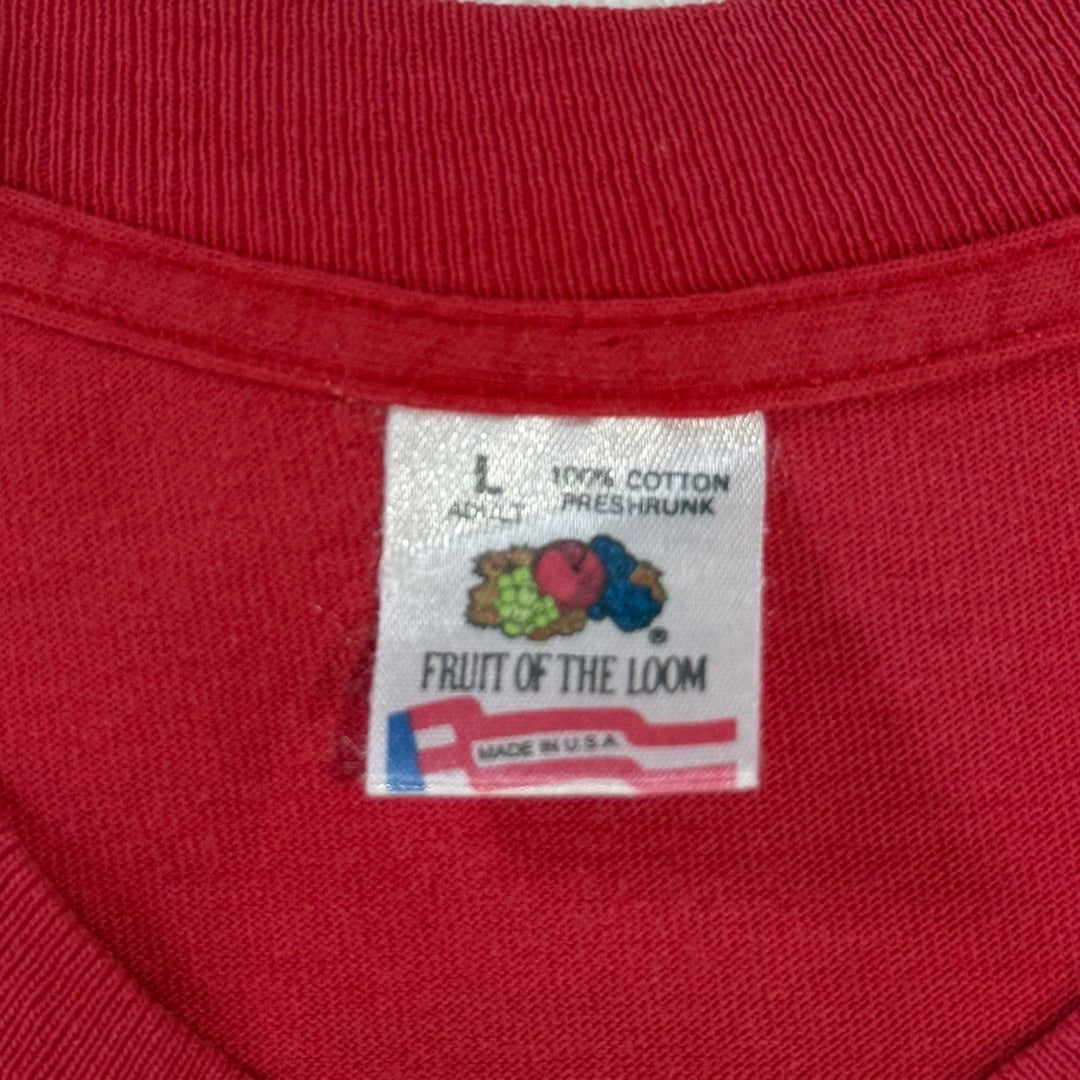 L 100% COTTON
ADULT PRESHRUNK
®
FRUIT OF THE LOOM
MADE IN U.S.A.